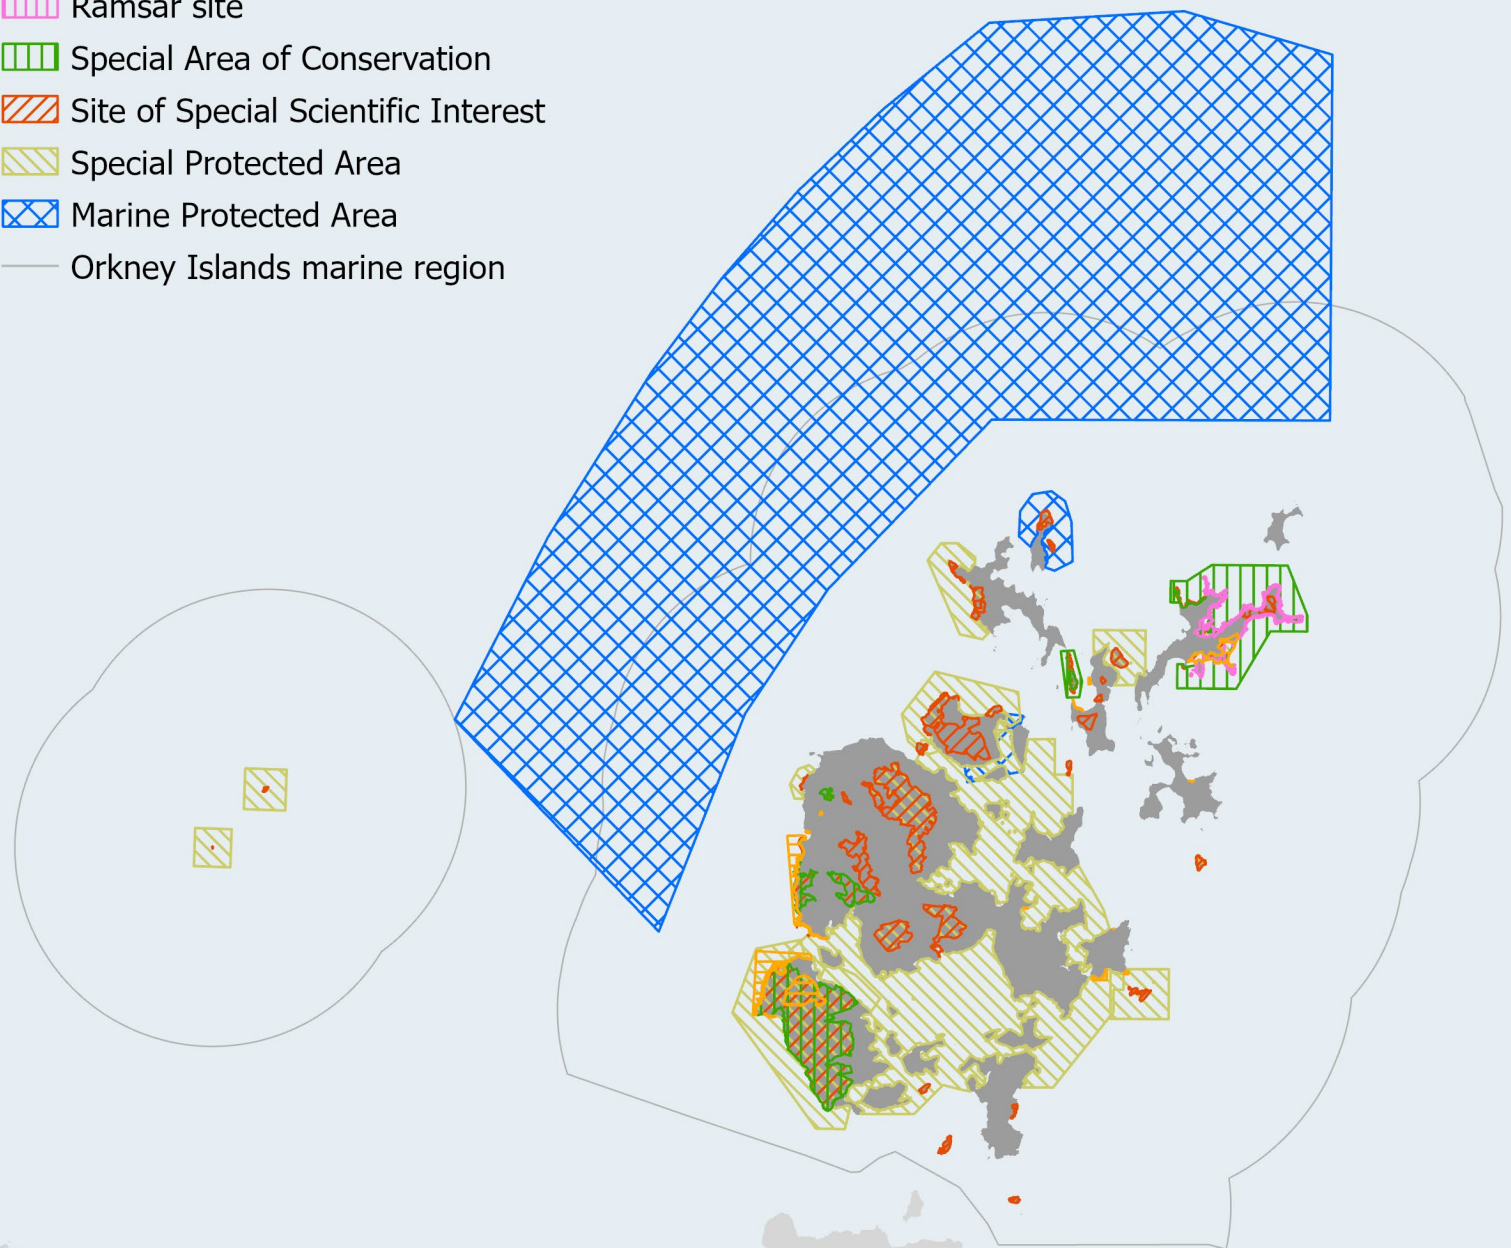 Ramsar site
Special Area of Conservation
Site of Special Scientific Interest
Special Protected Area
Marine Protected Area
Orkney Islands marine region